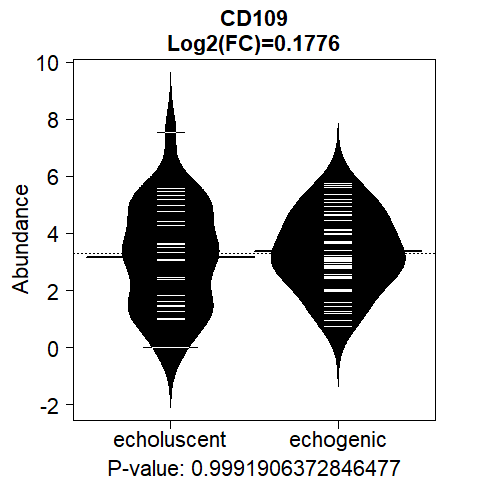 CD109
Log2(FC)=0.1776
Abundance
10
8
6
4
2
0
-2
echoluscent echogenic
P-value: 0.9991906372846477